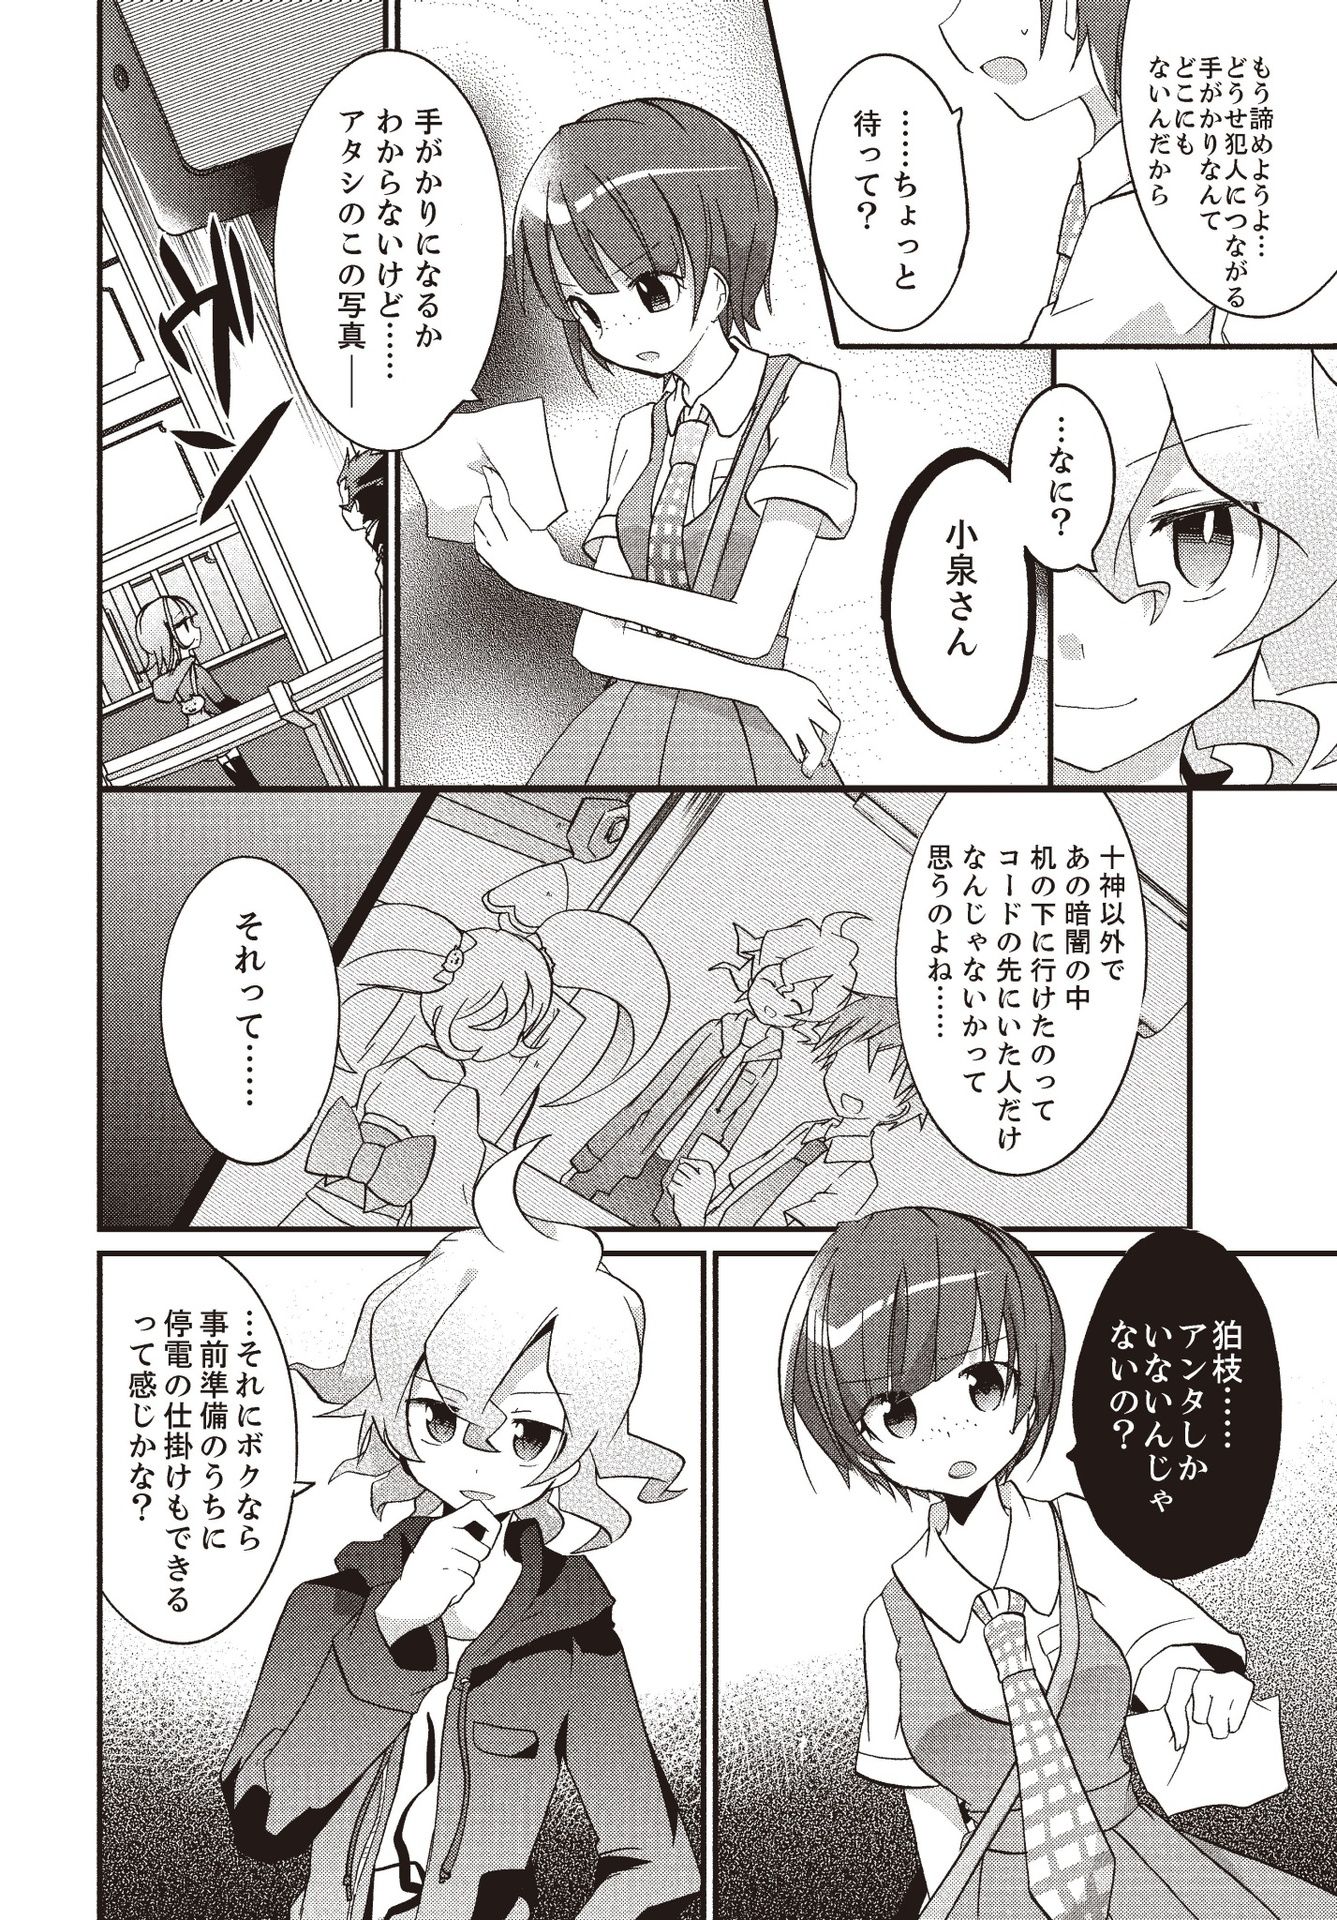 もう諦めようよ…
どうせ犯人につながる
手がかりなんて
どこにも
ないんだから
……ちょっと
待って？
…なに？
小泉さん
手がかりになるか
わからないけど……
アタシのこの写真――
十神以外で
あの暗闇の中
机の下に行けたのって
コードの先にいた人だけ
なんじゃないかって
思うのよね……
それって……
狛枝……
アンタしか
いないんじゃ
ないの？
…それにボクなら
事前準備のうちに
停電の仕掛けもできる
って感じかな？